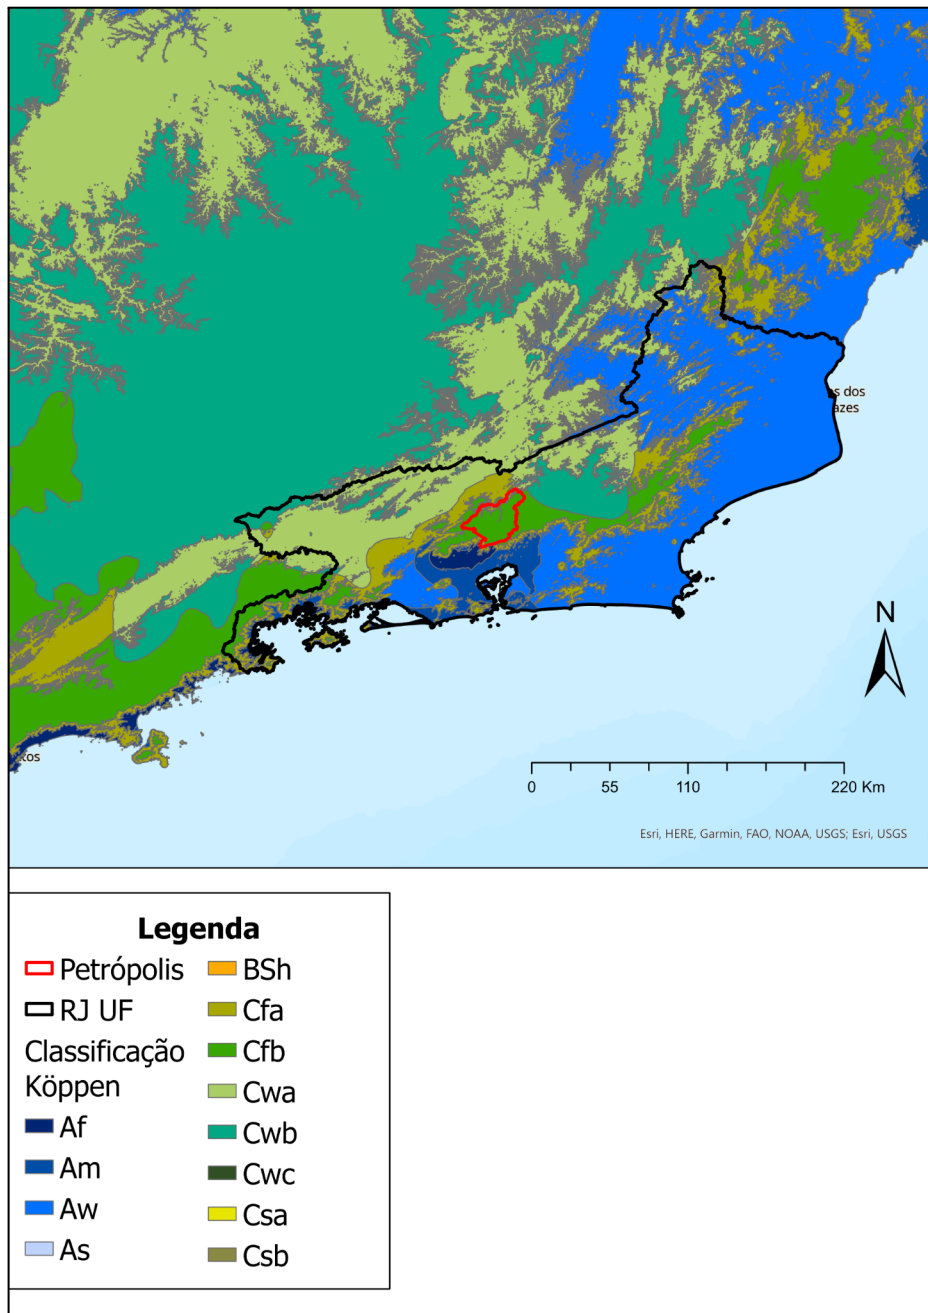 s dos
azes
N
tos
0 55 110 220 Km
Esri, HERE, Garmin, FAO, NOAA, USGS; Esri, USGS
Legenda
Petrópolis
RJ UF
Classificação
Köppen
Af
Am
Aw
As
BSh
Cfa
Cfb
Cwa
Cwb
Cwc
Csa
Csb